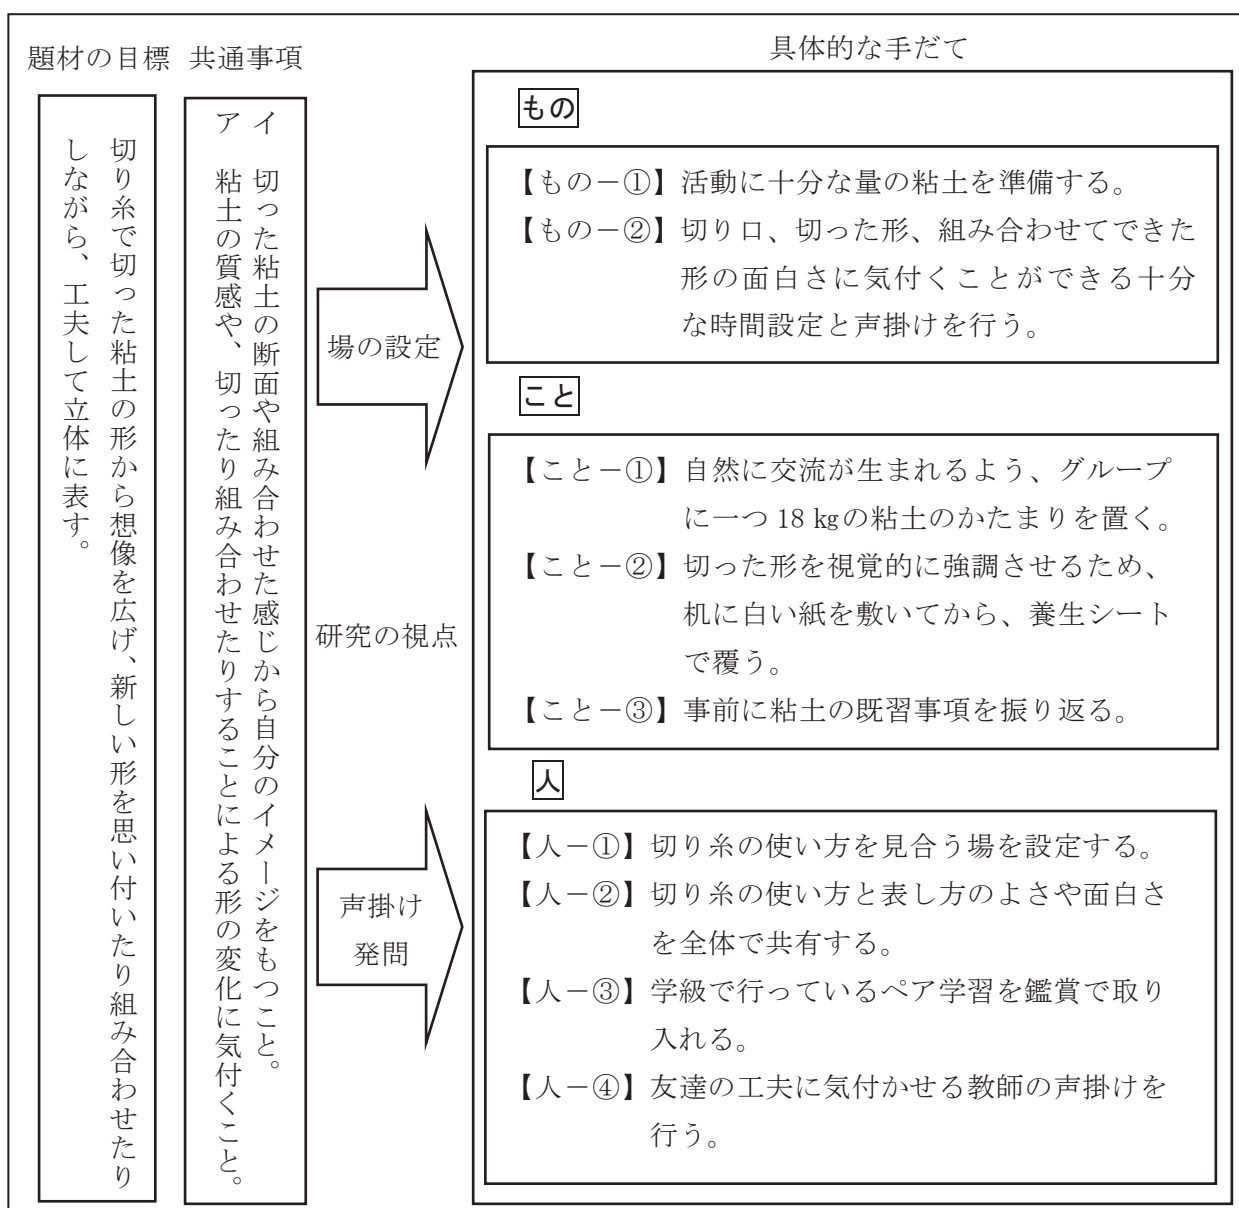 題材の目標
切り糸で切った粘土の形から想像を広げ、新しい形を思い付いたり組み合わせたり
しながら、工夫して立体に表す。
共通事項
イ　切った粘土の断面や組み合わせた感じから自分のイメージをもつこと。
ア　粘土の質感や、切ったり組み合わせたりすることによる形の変化に気付くこと。
場の設定
研究の視点
声掛け
発問
具体的な手だて
もの
【もの－①】活動に十分な量の粘土を準備する。
【もの－②】切り口、切った形、組み合わせてできた
形の面白さに気付くことができる十分
な時間設定と声掛けを行う。
こと
【こと－①】自然に交流が生まれるよう、グループ
に一つ 18 ㎏の粘土のかたまりを置く。
【こと－②】切った形を視覚的に強調させるため、
机に白い紙を敷いてから、養生シート
で覆う。
【こと－③】事前に粘土の既習事項を振り返る。
人
【人－①】切り糸の使い方を見合う場を設定する。
【人－②】切り糸の使い方と表し方のよさや面白さ
を全体で共有する。
【人－③】学級で行っているペア学習を鑑賞で取り
入れる。
【人－④】友達の工夫に気付かせる教師の声掛けを
行う。